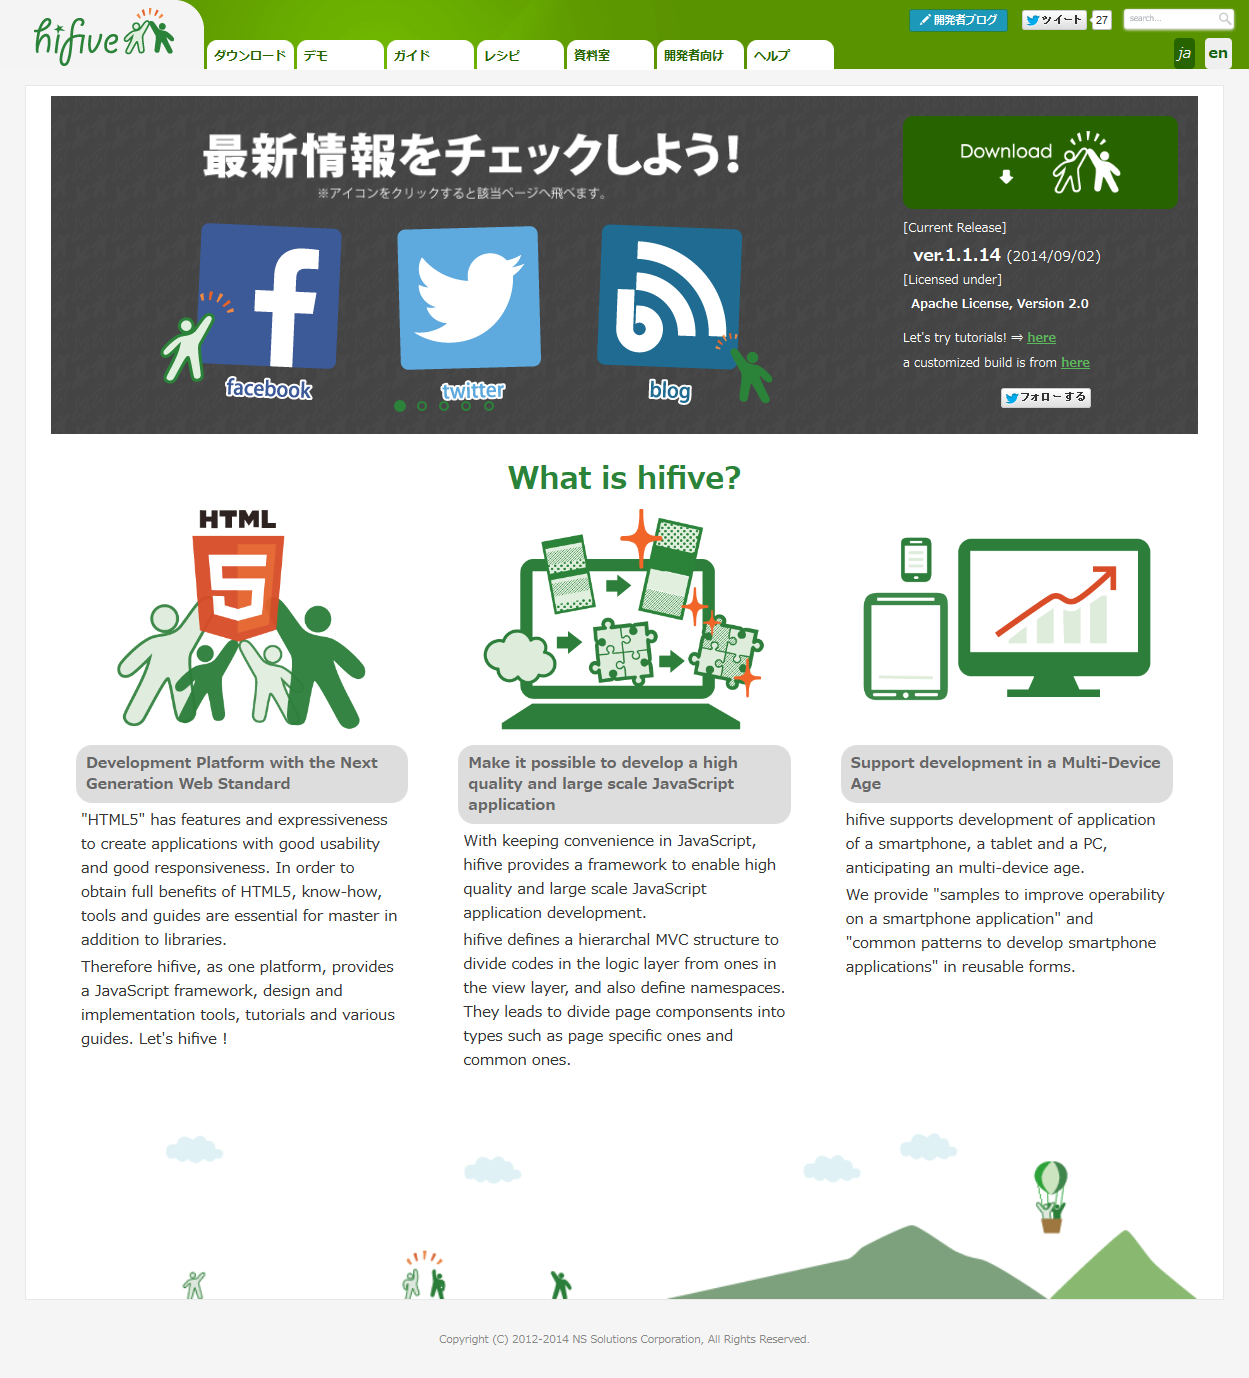 hifive
開発者ブログ
ツイート
27
search...
ダウンロード
デモ
ガイド
レシピ
資料室
開発者向け
ヘルプ
ja
en
最新情報をチェックしよう!
※アイコンをクリックすると該当ページへ飛べます。
facebook
twitter
blog
Download
[Current Release]
ver.1.1.14 (2014/09/02)
[Licensed under]
Apache License, Version 2.0
Let's try tutorials! ⇒ here
a customized build is from here
フォローする
What is hifive?
HTML
5
Development Platform with the Next
Generation Web Standard
"HTML5" has features and expressiveness
to create applications with good usability
and good responsiveness. In order to
obtain full benefits of HTML5, know-how,
tools and guides are essential for master in
addition to libraries.
Therefore hifive, as one platform, provides
a JavaScript framework, design and
implementation tools, tutorials and various
guides. Let's hifive !
Make it possible to develop a high
quality and large scale JavaScript
application
With keeping convenience in JavaScript,
hifive provides a framework to enable high
quality and large scale JavaScript
application development.
hifive defines a hierarchal MVC structure to
divide codes in the logic layer from ones in
the view layer, and also define namespaces.
They leads to divide page componsents into
types such as page specific ones and
common ones.
Support development in a Multi-Device
Age
hifive supports development of application
of a smartphone, a tablet and a PC,
anticipating an multi-device age.
We provide "samples to improve operability
on a smartphone application" and
"common patterns to develop smartphone
applications" in reusable forms.
Copyright (C) 2012-2014 NS Solutions Corporation, All Rights Reserved.